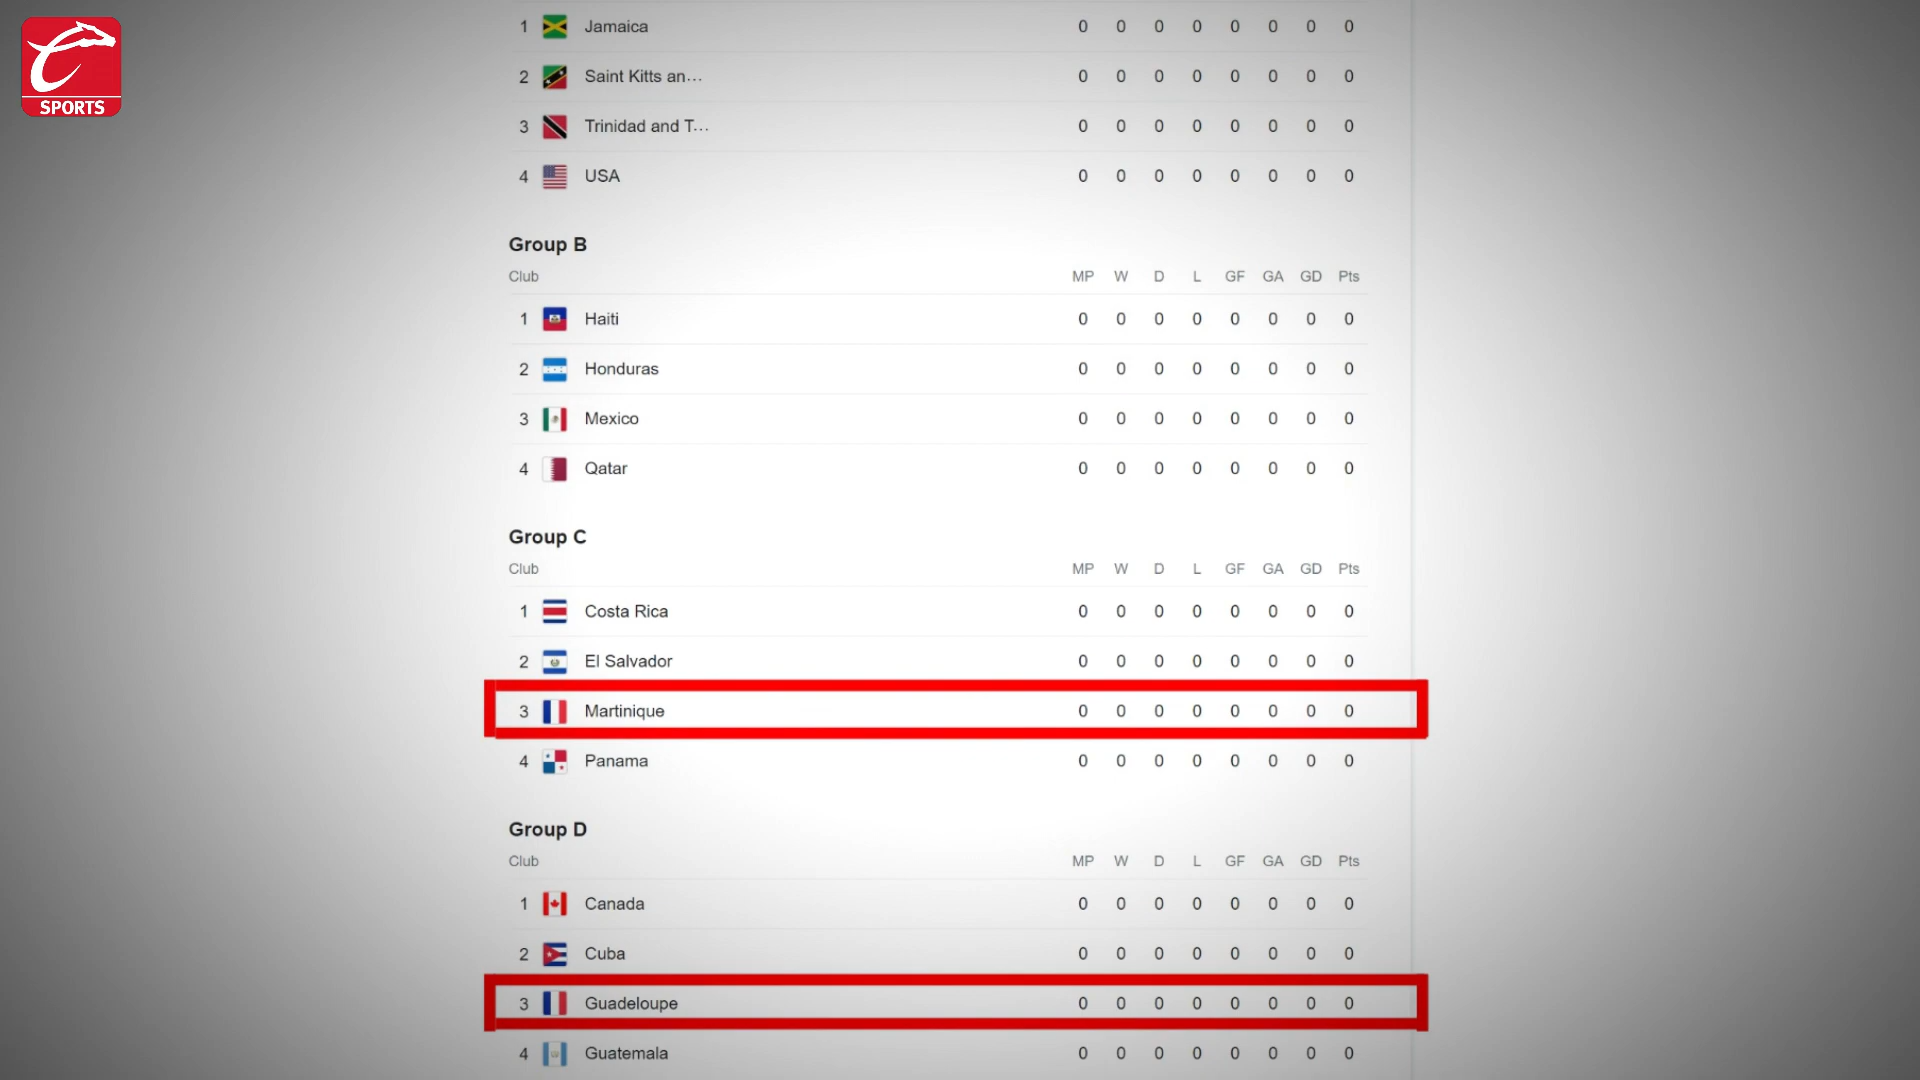 SPORTS
1 Jamaica 0 0 0 0 0 0 0 0
2 Saint Kitts an... 0 0 0 0 0 0 0 0
3 Trinidad and T... 0 0 0 0 0 0 0 0
4 USA 0 0 0 0 0 0 0 0
Group B
Club MP W D L GF GA GD Pts
1 Haiti 0 0 0 0 0 0 0 0
2 Honduras 0 0 0 0 0 0 0 0
3 Mexico 0 0 0 0 0 0 0 0
4 Qatar 0 0 0 0 0 0 0 0
Group C
Club MP W D L GF GA GD Pts
1 Costa Rica 0 0 0 0 0 0 0 0
2 El Salvador 0 0 0 0 0 0 0 0
3 Martinique 0 0 0 0 0 0 0 0
4 Panama 0 0 0 0 0 0 0 0
Group D
Club MP W D L GF GA GD Pts
1 Canada 0 0 0 0 0 0 0 0
2 Cuba 0 0 0 0 0 0 0 0
3 Guadeloupe 0 0 0 0 0 0 0 0
4 Guatemala 0 0 0 0 0 0 0 0